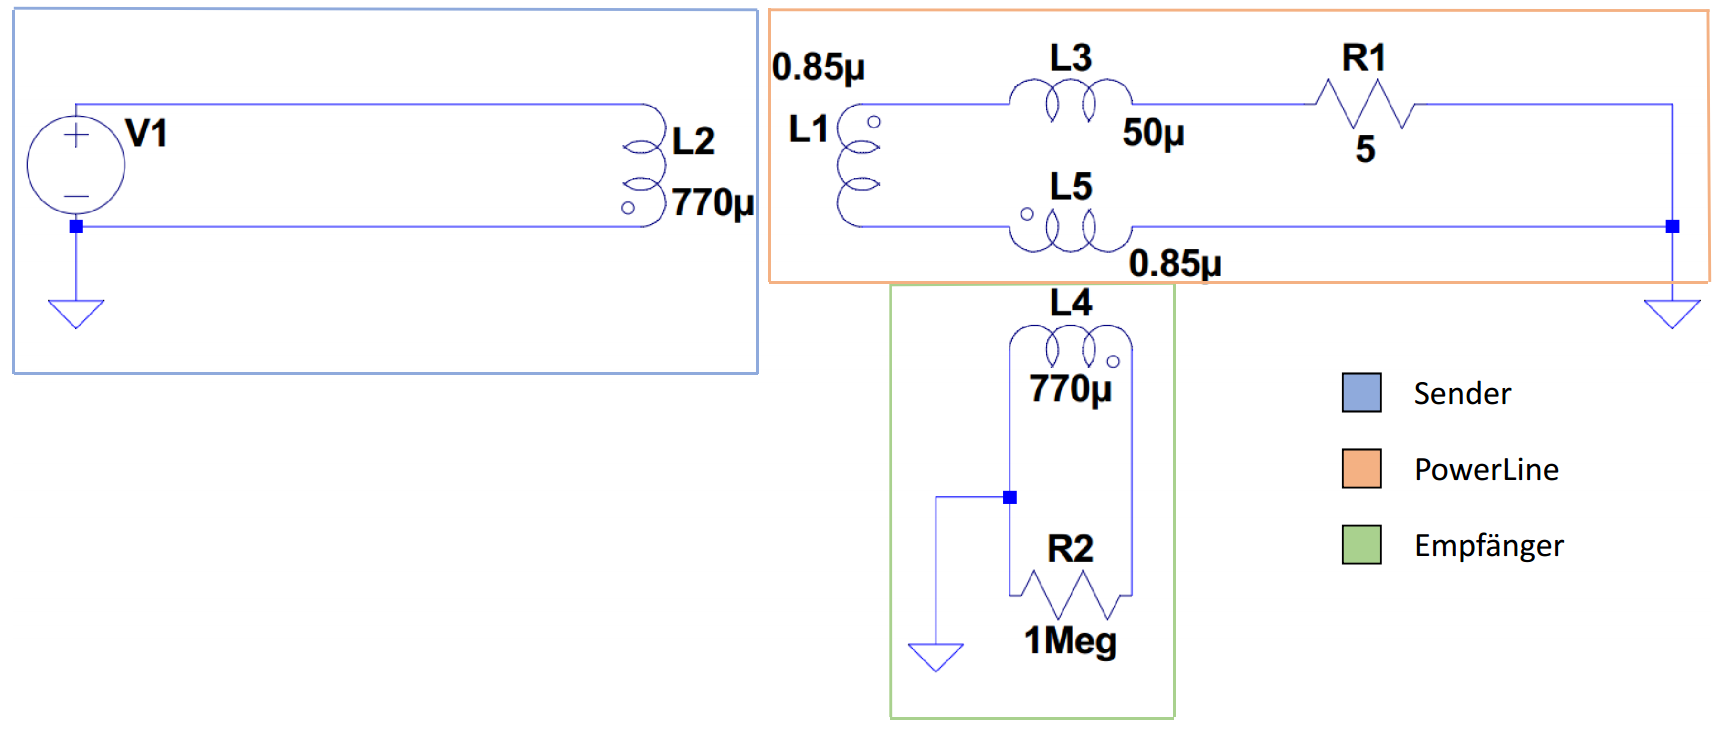 V1
L2
770µ
0.85µ
L1
L3
50µ
R1
5
L5
0.85µ
L4
770µ
R2
1Meg
Sender
PowerLine
Empfänger